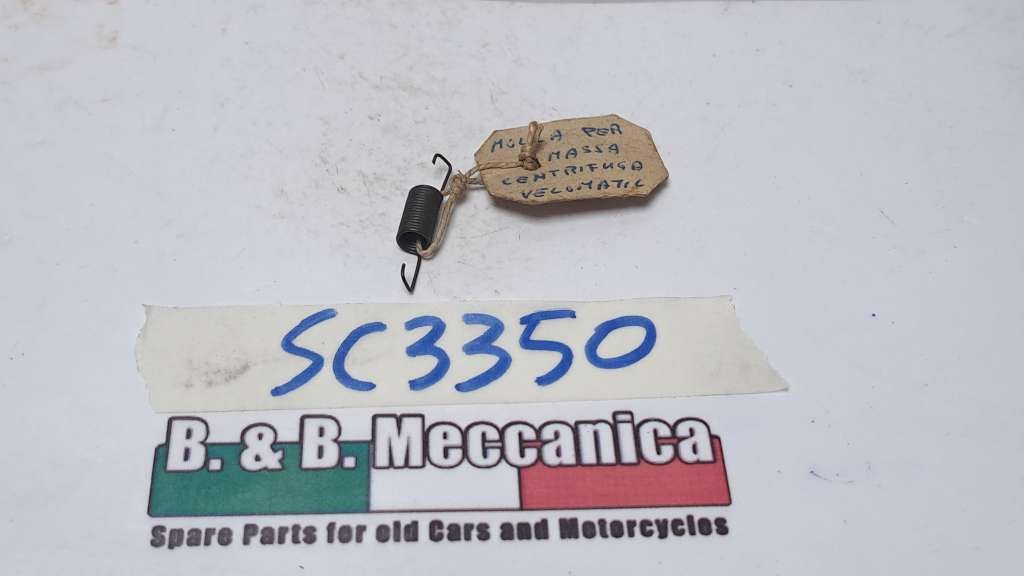 MOLLA PER
MASSA
CENTRIFUGA
VELOMATIC
SC3350
B. & B. Meccanica
Spare Parts for old Cars and Motorcycles